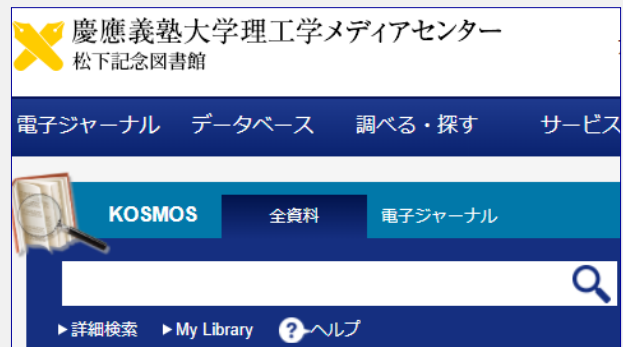 慶應義塾大学理工学メディアセンター
松下記念図書館
電子ジャーナル データベース 調べる・探す サービス
KOSMOS 全資料 電子ジャーナル
▶詳細検索 ▶My Library ?ヘルプ